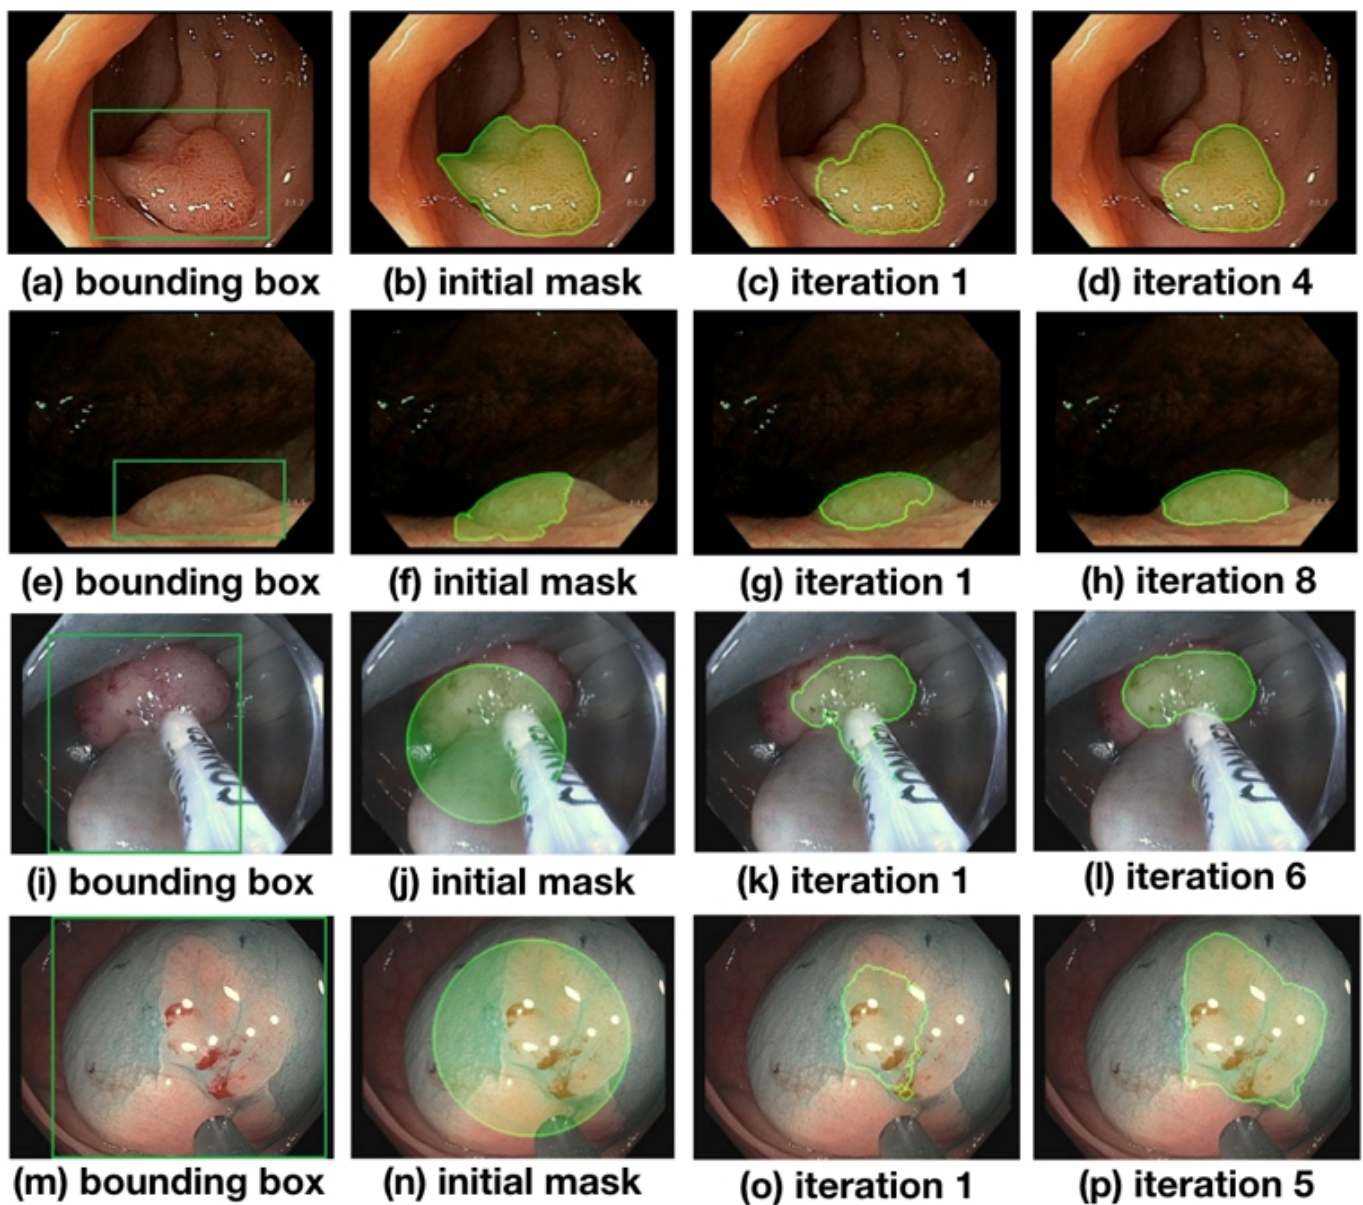 (a) bounding box (b) initial mask (c) iteration 1 (d) iteration 4
(e) bounding box (f) initial mask (g) iteration 1 (h) iteration 8
(i) bounding box (j) initial mask (k) iteration 1 (l) iteration 6
(m) bounding box (n) initial mask (o) iteration 1 (p) iteration 5